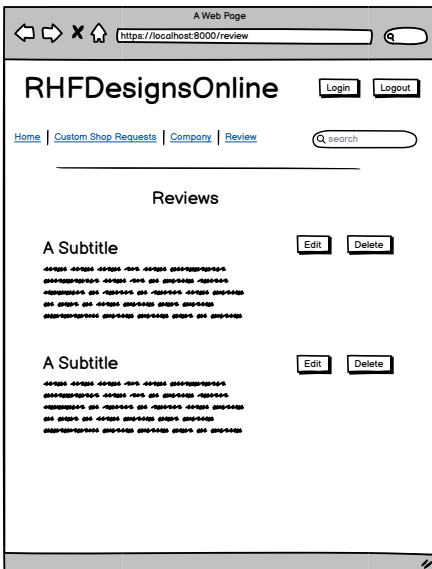 A Web Page
https://localhost:8000/review
RHFDesignsOnline
Login Logout
Home Custom Shop Requests Company Review
search
Reviews
A Subtitle
Edit Delete
A Subtitle
Edit Delete